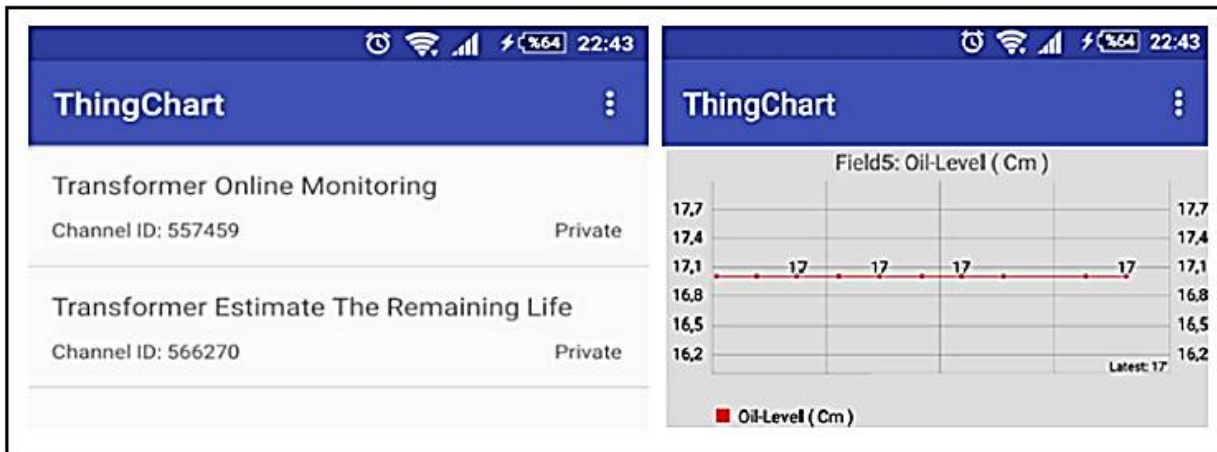 %64 22:43
ThingChart
Transformer Online Monitoring
Channel ID: 557459 Private
Transformer Estimate The Remaining Life
Channel ID: 566270 Private
%64 22:43
ThingChart
Field5: Oil-Level ( Cm )
17,7 17,7
17,4 17,4
17,1 17 17 17 17 17,1
16,8 16,8
16,5 16,5
16,2 16,2
Latest: 17
Oil-Level ( Cm )